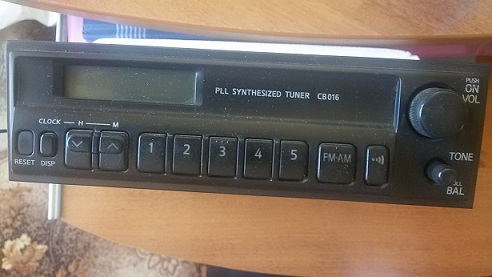 PLL SYNTHESIZED TUNER CB016
PUSH
ON
VOL
CLOCK H M
RESET DISP
1 2 3 4 5 FM·AM
TONE
BAL